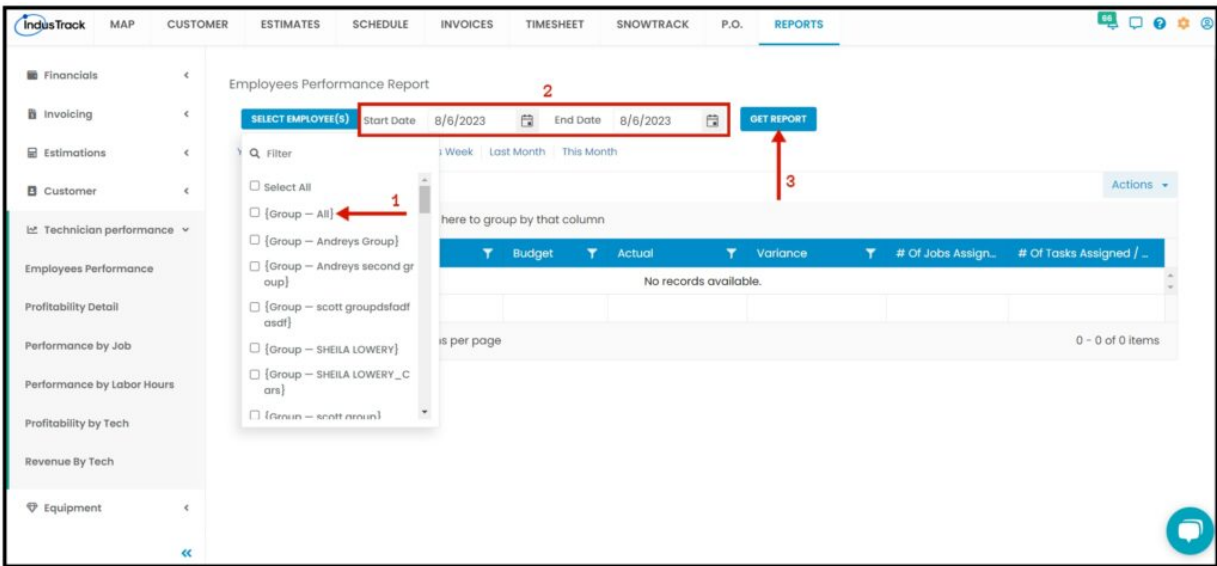 IndusTrack MAP CUSTOMER ESTIMATES SCHEDULE INVOICES TIMESHEET SNOWTRACK P.O. REPORTS 66
Financials
Invoicing
Estimations
Customer
Technician performance
Employees Performance
Profitability Detail
Performance by Job
Performance by Labor Hours
Profitability by Tech
Revenue By Tech
Equipment
Employees Performance Report
2
SELECT EMPLOYEE(S) Start Date 8/6/2023 End Date 8/6/2023 GET REPORT
Week Last Month This Month
3
Actions
Filter
Select All
{Group – All} 1
{Group – Andreys Group}
{Group – Andreys second gr
oup}
{Group – scott groupdsfadf
asdf}
{Group – SHEILA LOWERY}
{Group – SHEILA LOWERY_C
ars}
{Group – scott group}
here to group by that column
Budget Actual Variance # Of Jobs Assign... # Of Tasks Assigned / ...
No records available.
per page 0 - 0 of 0 items